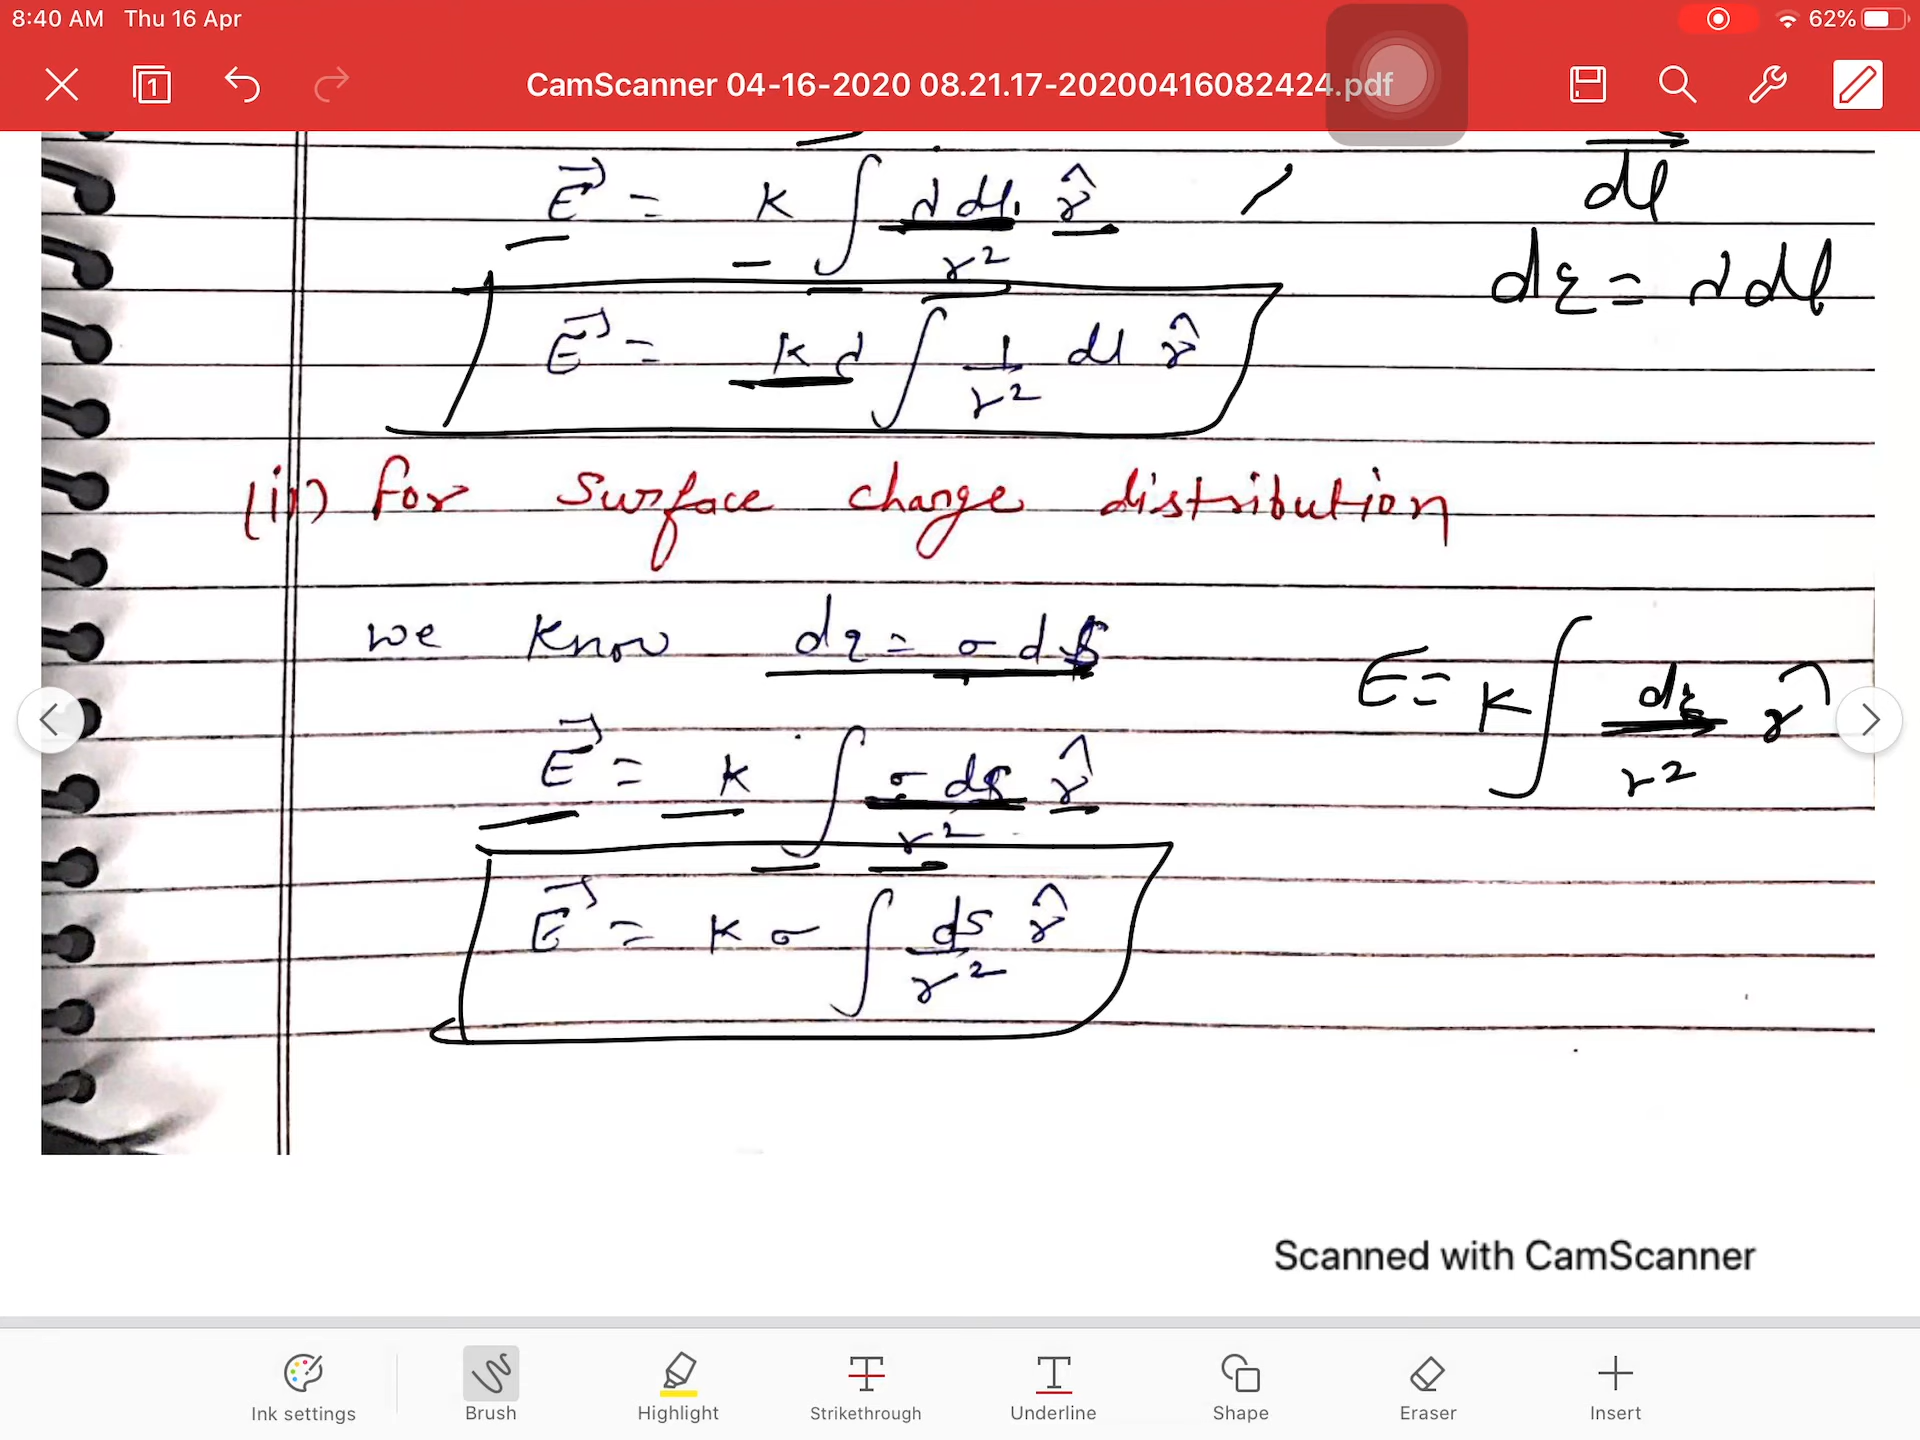 8:40 AM Thu 16 Apr
62%
1
CamScanner 04-16-2020 08.21.17-20200416082424.pdf
E⃗ = k ∫ λ dl / r² r̂
dl
dq = λ dl
E⃗ = k λ ∫ 1 / r² dl r̂
(ii) for surface charge distribution
we know dq = σ dS
E = k ∫ dq / r² r̂
E⃗ = k ∫ σ dS / r² r̂
E⃗ = k σ ∫ dS / r² r̂
Scanned with CamScanner
Ink settings Brush Highlight Strikethrough Underline Shape Eraser Insert